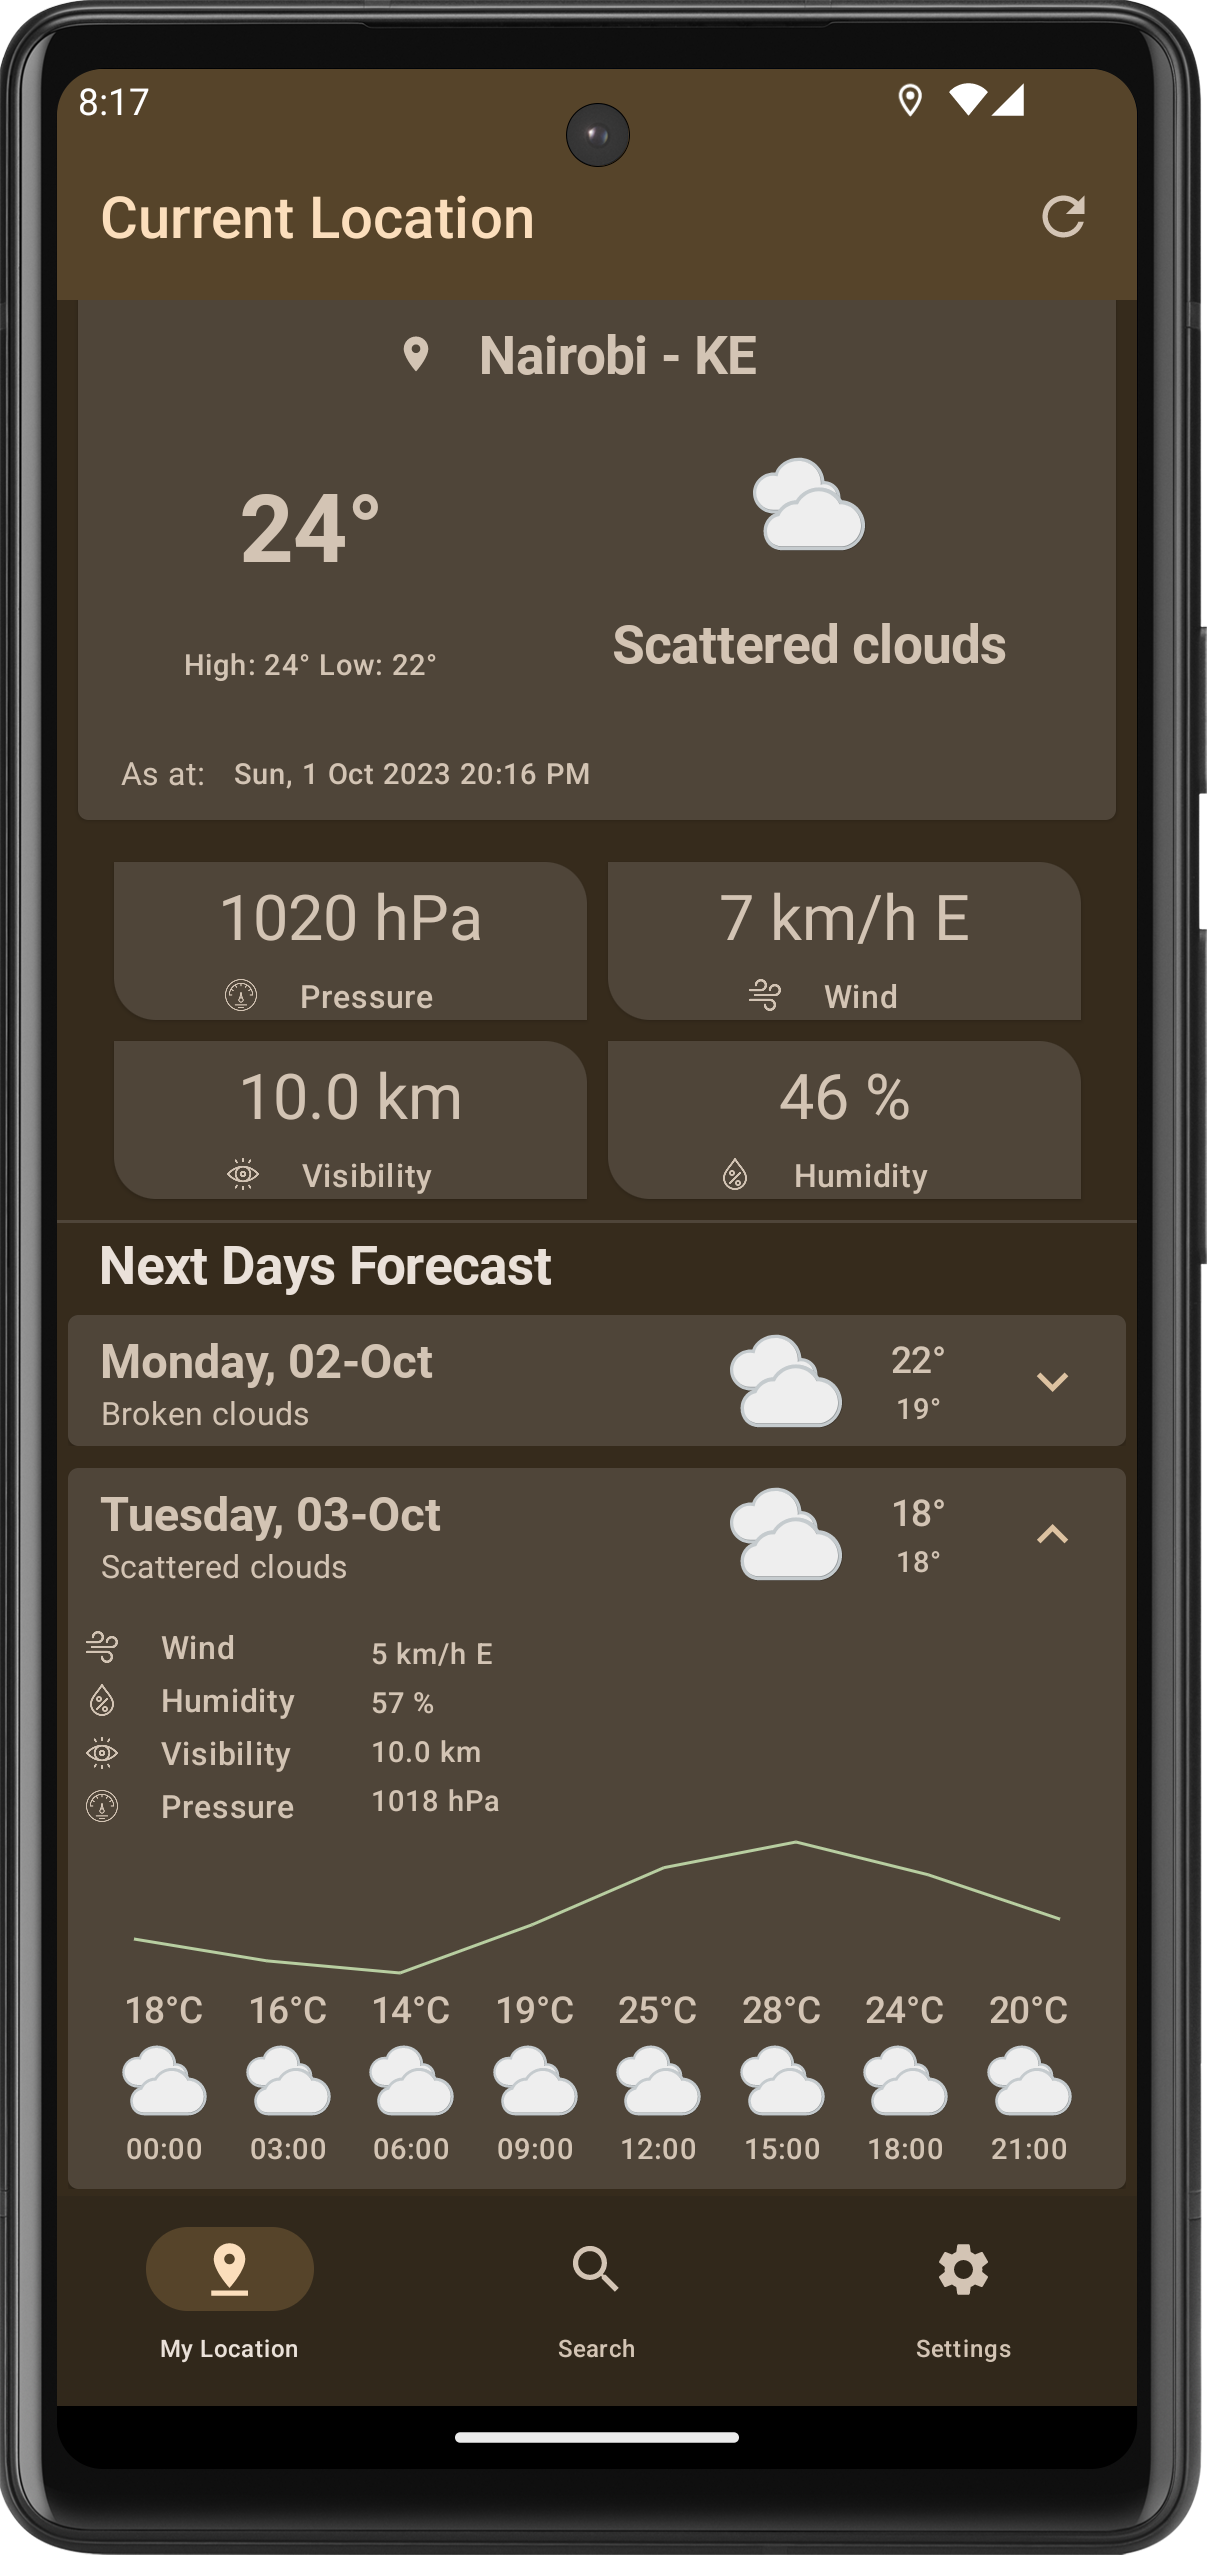 8:17
Current Location
Nairobi - KE
24°
High: 24° Low: 22°
Scattered clouds
As at: Sun, 1 Oct 2023 20:16 PM
1020 hPa
Pressure
7 km/h E
Wind
10.0 km
Visibility
46 %
Humidity
Next Days Forecast
Monday, 02-Oct
Broken clouds
22°
19°
Tuesday, 03-Oct
Scattered clouds
18°
18°
Wind 5 km/h E
Humidity 57 %
Visibility 10.0 km
Pressure 1018 hPa
18°C 16°C 14°C 19°C 25°C 28°C 24°C 20°C
00:00 03:00 06:00 09:00 12:00 15:00 18:00 21:00
My Location Search Settings